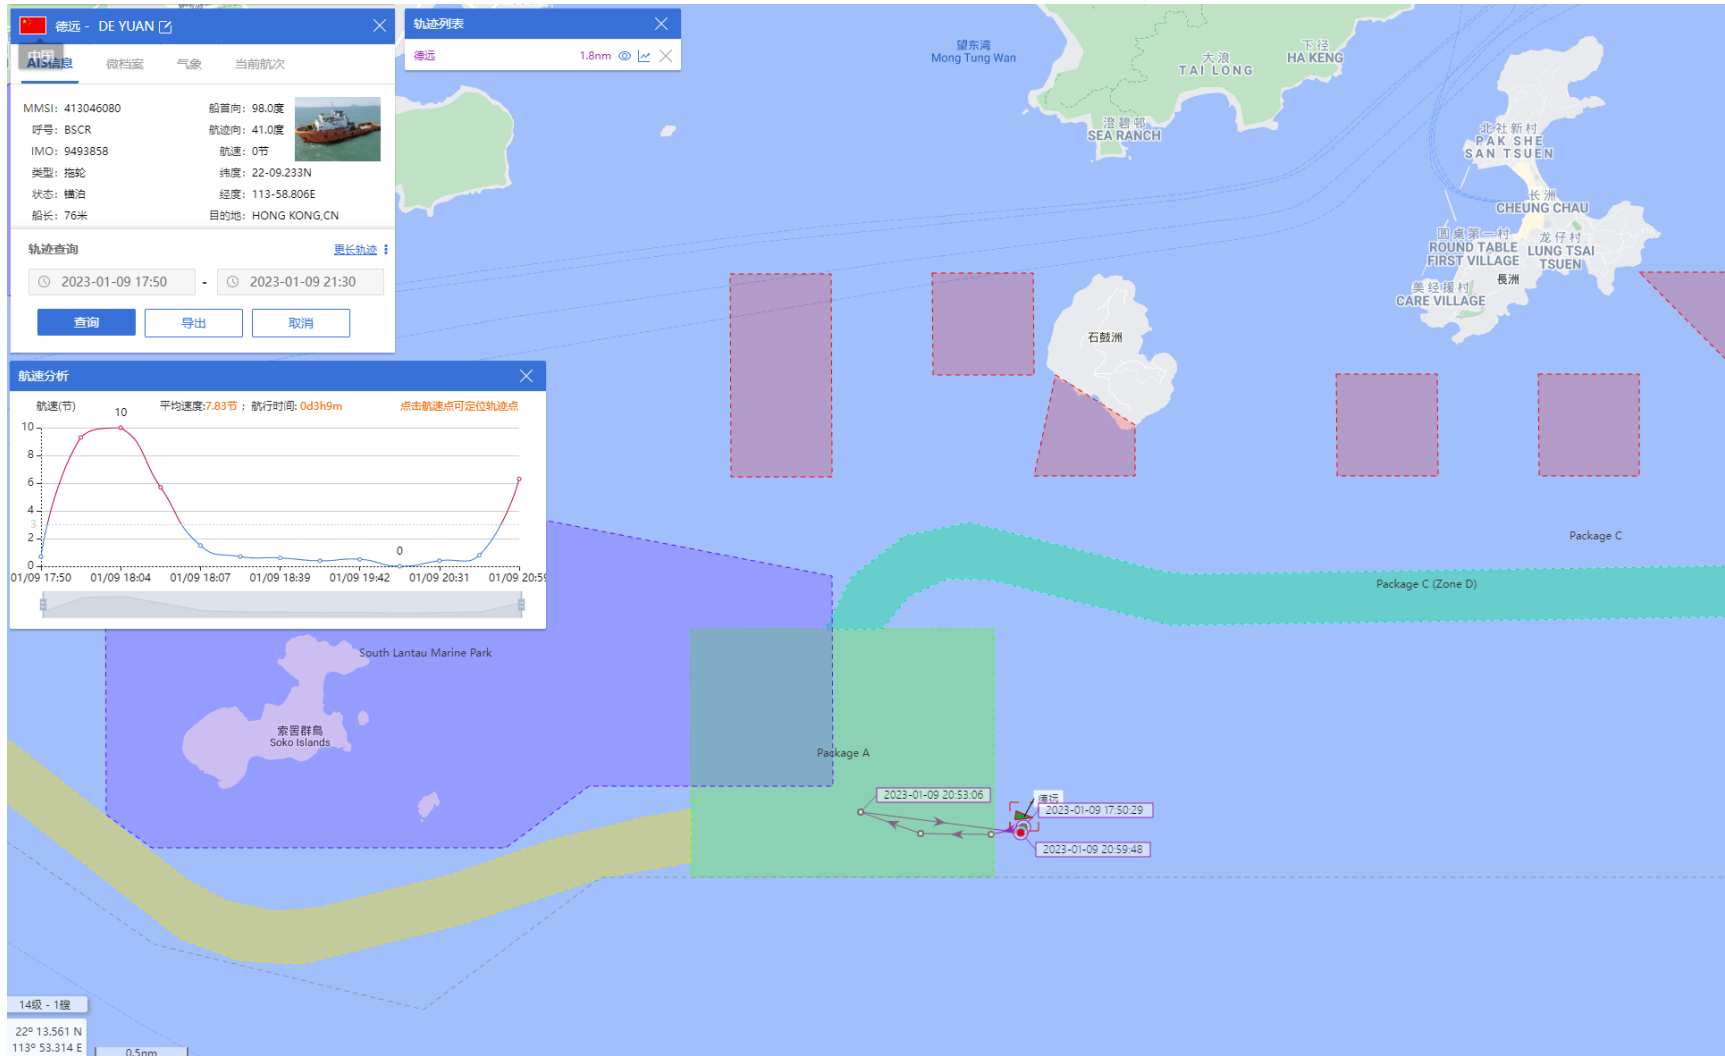 德远 - DE YUAN
中国
AIS信息 微档案 气象 当前航次
MMSI: 413046080 船首向: 98.0度
呼号: BSCR 航迹向: 41.0度
IMO: 9493858 航速: 0节
类型: 拖轮 纬度: 22-09.233N
状态: 锚泊 经度: 113-58.806E
船长: 76米 目的地: HONG KONG,CN
轨迹查询 更长轨迹
2023-01-09 17:50 - 2023-01-09 21:30
查询 导出 取消
轨迹列表
德远 1.8nm
航速分析
航速(节) 10 平均速度:7.83节 ; 航行时间: 0d3h9m 点击航速点可定位轨迹点
10
8
6
4
3
2
0
0
01/09 17:50 01/09 18:04 01/09 18:07 01/09 18:39 01/09 19:42 01/09 20:31 01/09 20:59
望东湾
Mong Tung Wan
大浪
TAI LONG
下径
HA KENG
澄碧邨
SEA RANCH
北社新村
PAK SHE
SAN TSUEN
长洲
CHEUNG CHAU
圆桌第一村
ROUND TABLE
FIRST VILLAGE
龙仔村
LUNG TSAI
TSUEN
長洲
美经援村
CARE VILLAGE
石鼓洲
Package C
Package C (Zone D)
South Lantau Marine Park
索罟群島
Soko Islands
Package A
2023-01-09 20:53:06
德远
2023-01-09 17:50:29
2023-01-09 20:59:48
14级 - 1艘
22º 13.561 N
113º 53.314 E
0.5nm